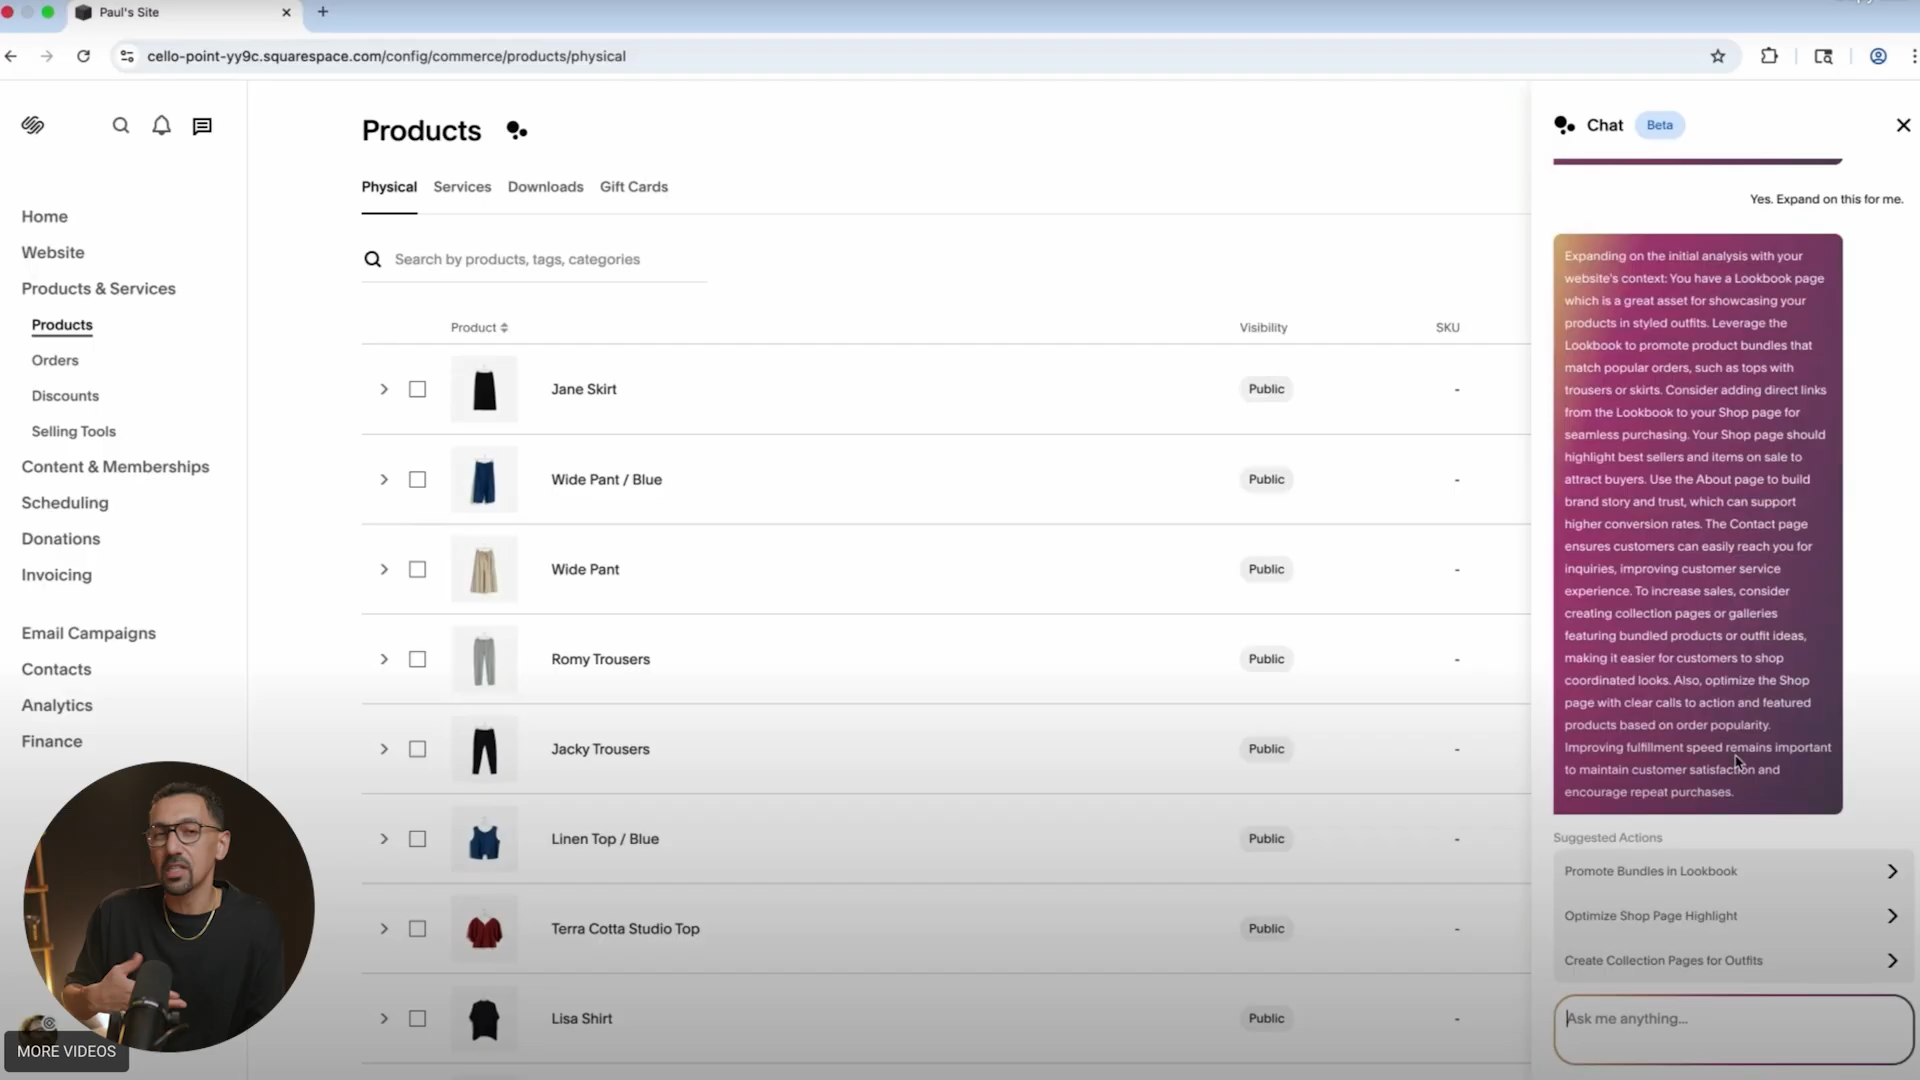 Paul's Site
cello-point-yy9c.squarespace.com/config/commerce/products/physical
Home
Website
Products & Services
Products
Orders
Discounts
Selling Tools
Content & Memberships
Scheduling
Donations
Invoicing
Email Campaigns
Contacts
Analytics
Finance
MORE VIDEOS
Products
Physical Services Downloads Gift Cards
Search by products, tags, categories
Product Visibility SKU
Jane Skirt Public -
Wide Pant / Blue Public -
Wide Pant Public -
Romy Trousers Public -
Jacky Trousers Public -
Linen Top / Blue Public -
Terra Cotta Studio Top Public -
Lisa Shirt Public -
Chat Beta
Yes. Expand on this for me.
Expanding on the initial analysis with your
website's context: You have a Lookbook page
which is a great asset for showcasing your
products in styled outfits. Leverage the
Lookbook to promote product bundles that
match popular orders, such as tops with
trousers or skirts. Consider adding direct links
from the Lookbook to your Shop page for
seamless purchasing. Your Shop page should
highlight best sellers and items on sale to
attract buyers. Use the About page to build
brand story and trust, which can support
higher conversion rates. The Contact page
ensures customers can easily reach you for
inquiries, improving customer service
experience. To increase sales, consider
creating collection pages or galleries
featuring bundled products or outfit ideas,
making it easier for customers to shop
coordinated looks. Also, optimize the Shop
page with clear calls to action and featured
products based on order popularity.
Improving fulfillment speed remains important
to maintain customer satisfaction and
encourage repeat purchases.
Suggested Actions
Promote Bundles in Lookbook
Optimize Shop Page Highlight
Create Collection Pages for Outfits
Ask me anything...